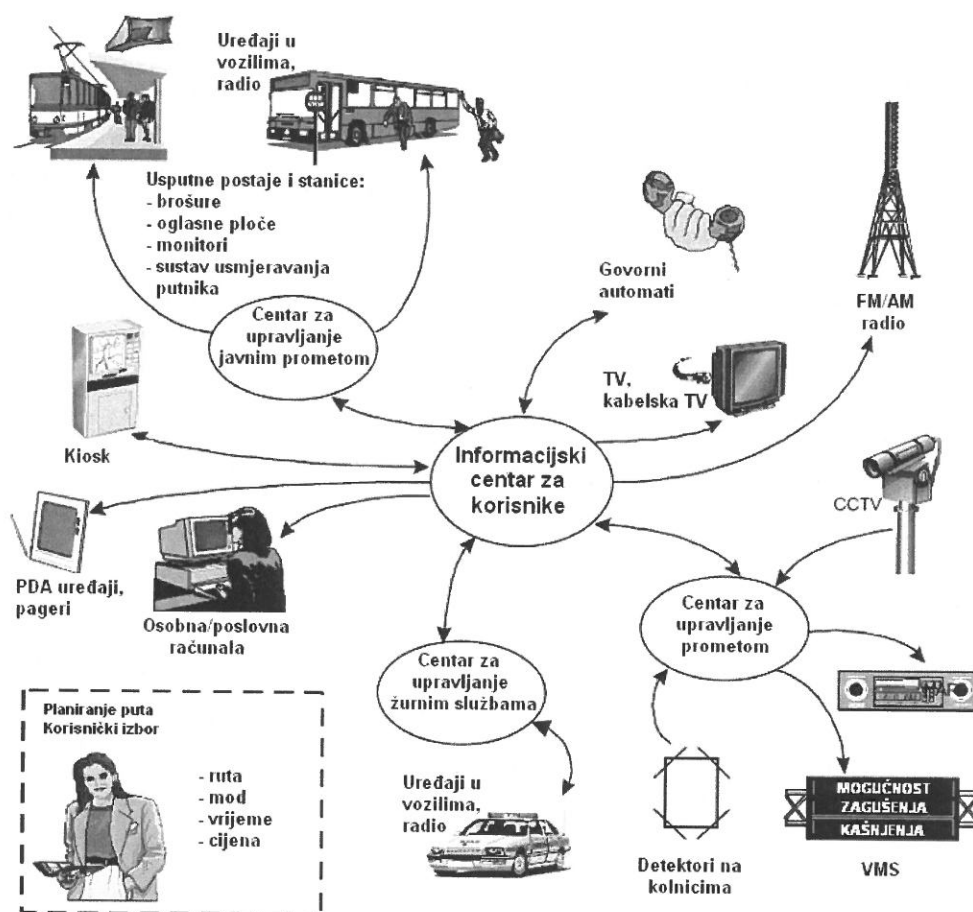 Uređaji u
vozilima,
radio
Usputne postaje i stanice:
- brošure
- oglasne ploče
- monitori
- sustav usmjeravanja
putnika
Govorni
automati
FM/AM
radio
Centar za
upravljanje
javnim prometom
TV,
kabelska TV
Kiosk
Informacijski
centar za
korisnike
CCTV
PDA uređaji,
pageri
Osobna/poslovna
računala
Centar za
upravljanje
prometom
Centar za
upravljanje
žurnim službama
Planiranje puta
Korisnički izbor
- ruta
- mod
- vrijeme
- cijena
Uređaji u
vozilima,
radio
Detektori na
kolnicima
MOGUĆNOST
ZAGUŠENJA
KAŠNJENJA
VMS